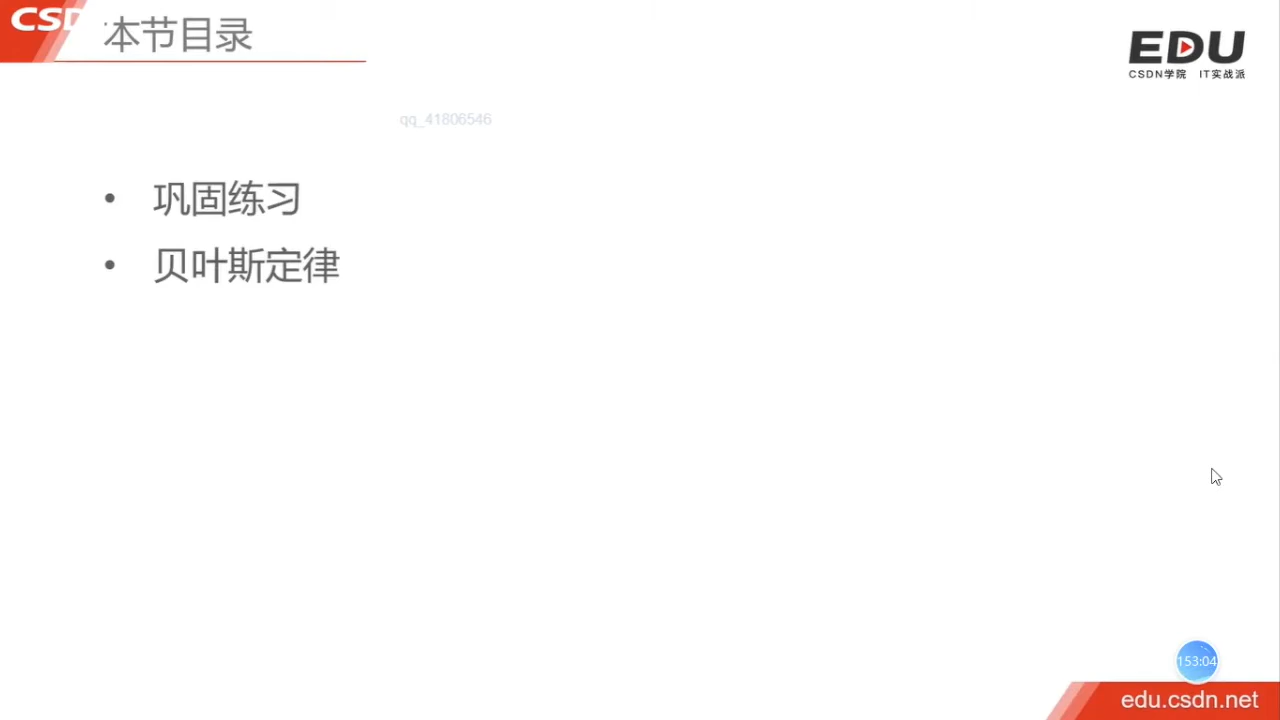 CSD
本节目录
EDU
CSDN学院 IT实战派
qq_41806546
• 巩固练习
• 贝叶斯定律
153:04
edu.csdn.net